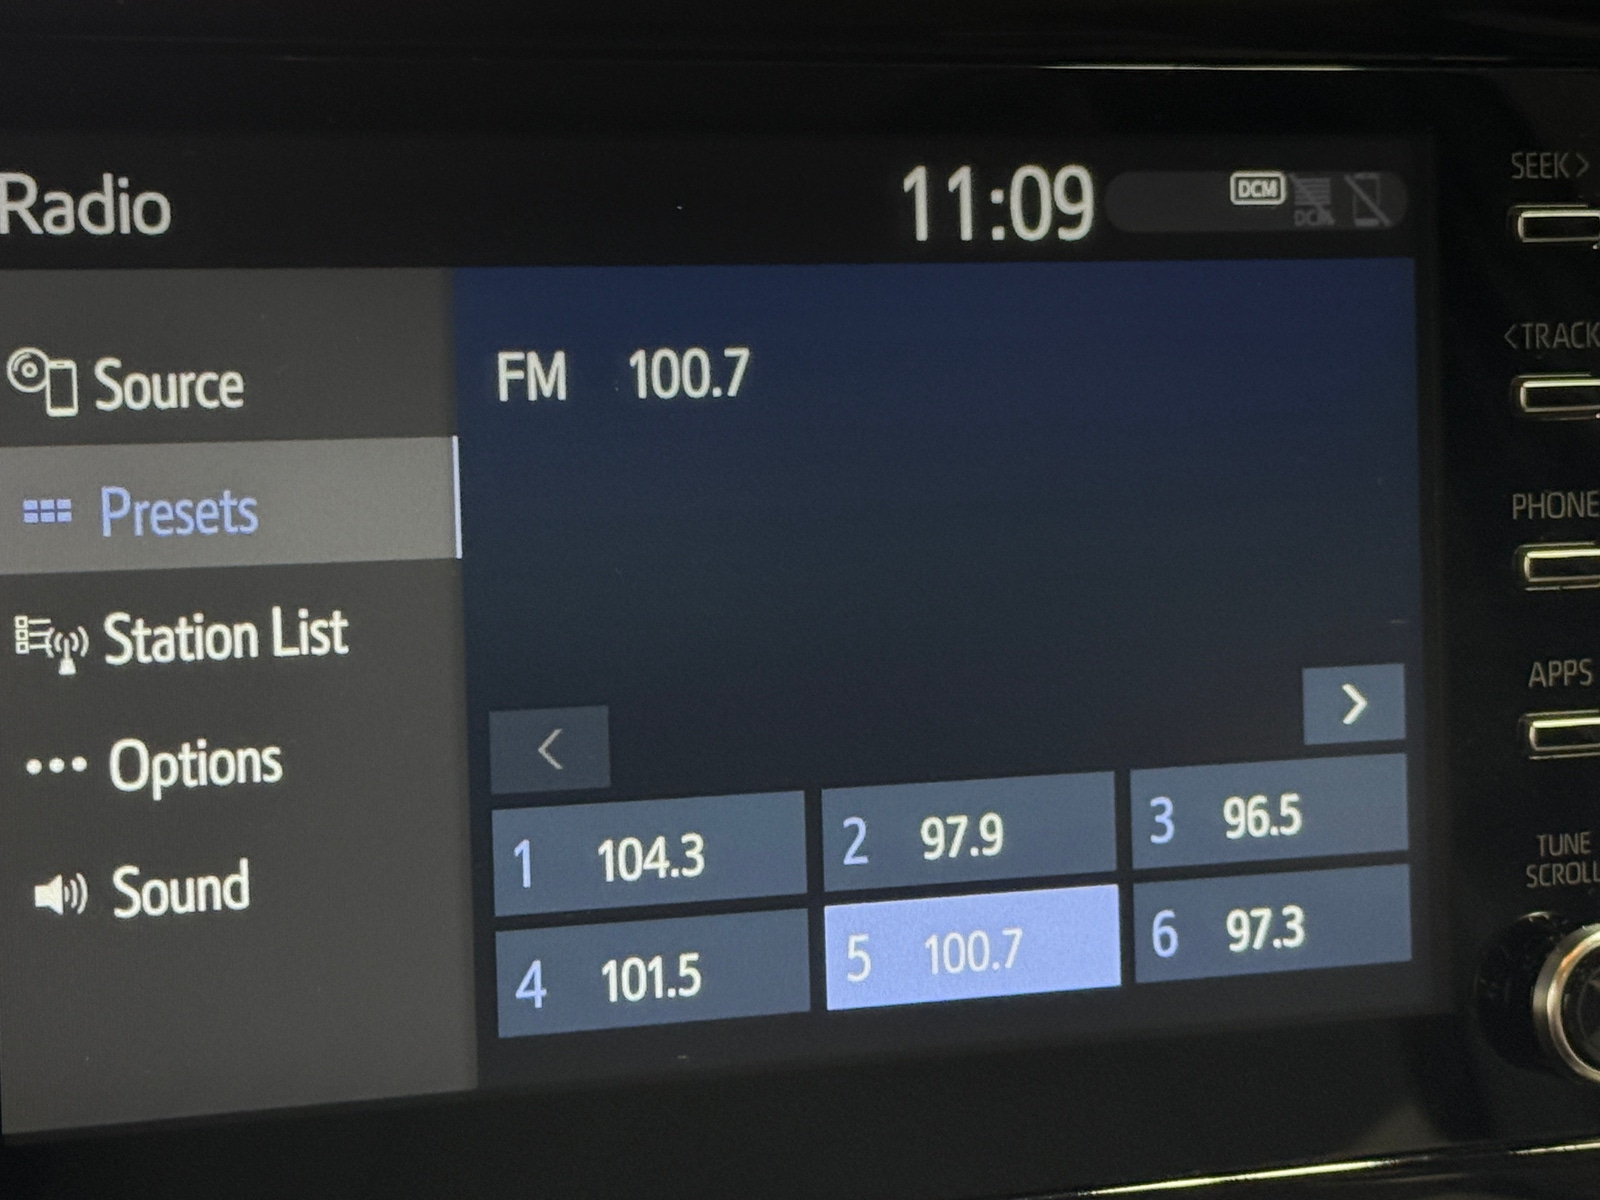 Radio
11:09
DCM
DCM
SEEK>
<TRACK
PHONE
APPS
TUNE
SCROLL
Source
Presets
Station List
Options
Sound
FM 100.7
< >
1 104.3
2 97.9
3 96.5
4 101.5
5 100.7
6 97.3